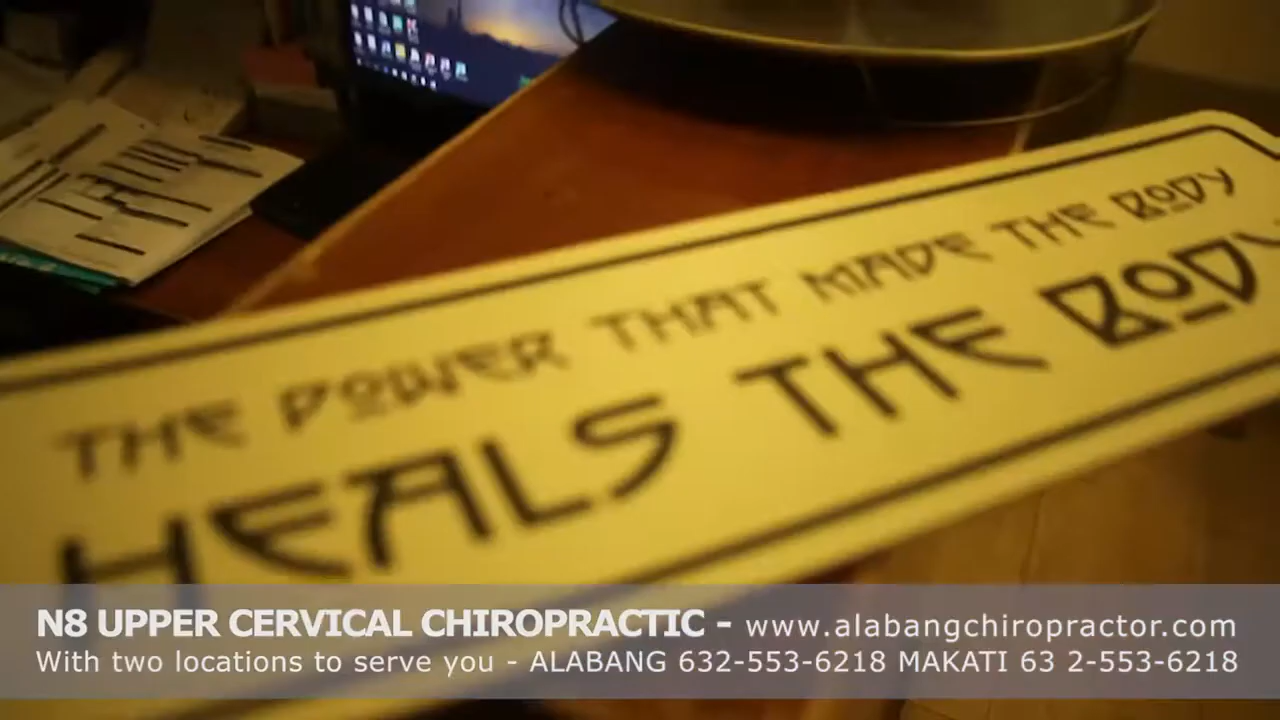 THE POWER THAT MADE THE BODY
HEALS THE BOD
N8 UPPER CERVICAL CHIROPRACTIC - www.alabangchiropractor.com
With two locations to serve you - ALABANG 632-553-6218 MAKATI 63 2-553-6218